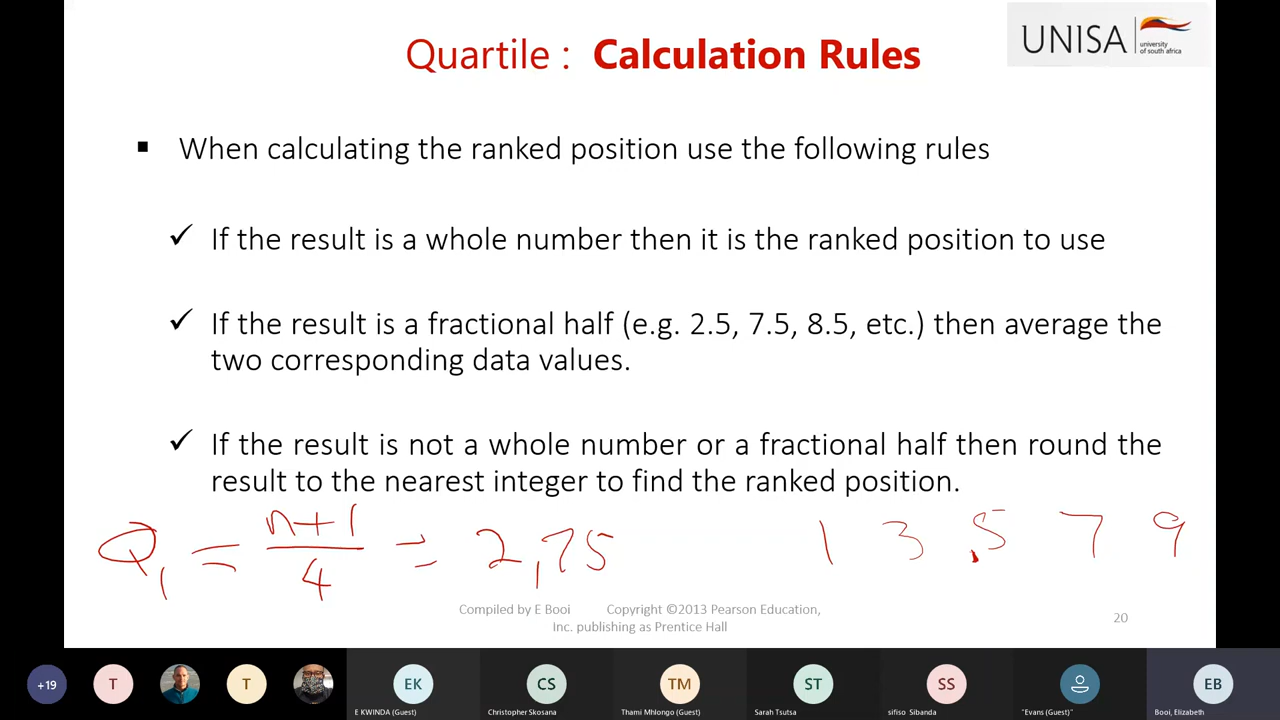 Quartile : Calculation Rules
UNISA university of south africa
▪ When calculating the ranked position use the following rules
✓ If the result is a whole number then it is the ranked position to use
✓ If the result is a fractional half (e.g. 2.5, 7.5, 8.5, etc.) then average the
two corresponding data values.
✓ If the result is not a whole number or a fractional half then round the
result to the nearest integer to find the ranked position.
Q1 = n+1/4 = 2,75 1 3 .5 7 9
Compiled by E Booi Copyright ©2013 Pearson Education,
Inc. publishing as Prentice Hall
20
+19 T T EK CS TM ST SS EB
E KWINDA (Guest) Christopher Skosana Thami Mhlongo (Guest) Sarah Tsutsa sifiso Sibanda "Evans (Guest)" Booi, Elizabeth